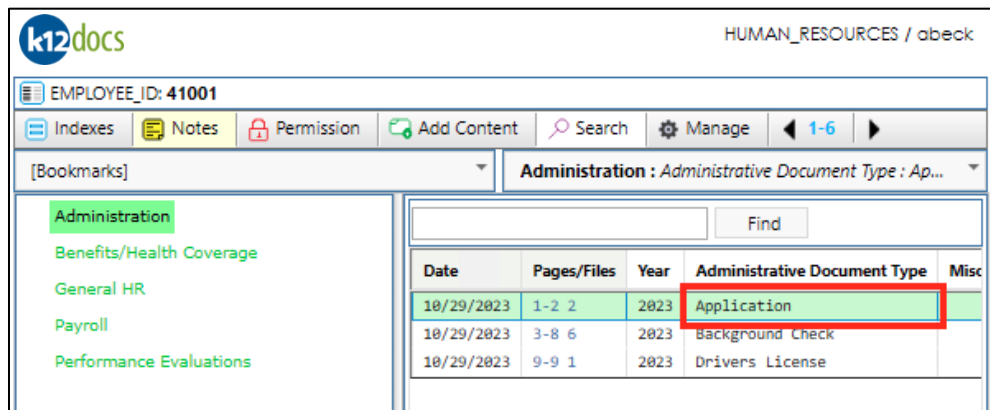 k12docs
HUMAN_RESOURCES / abeck
EMPLOYEE_ID: 41001
Indexes Notes Permission Add Content Search Manage 1-6
[Bookmarks] Administration : Administrative Document Type : Ap...
Administration
Benefits/Health Coverage
General HR
Payroll
Performance Evaluations
Find
Date Pages/Files Year Administrative Document Type Misc
10/29/2023 1-2 2 2023 Application
10/29/2023 3-8 6 2023 Background Check
10/29/2023 9-9 1 2023 Drivers License